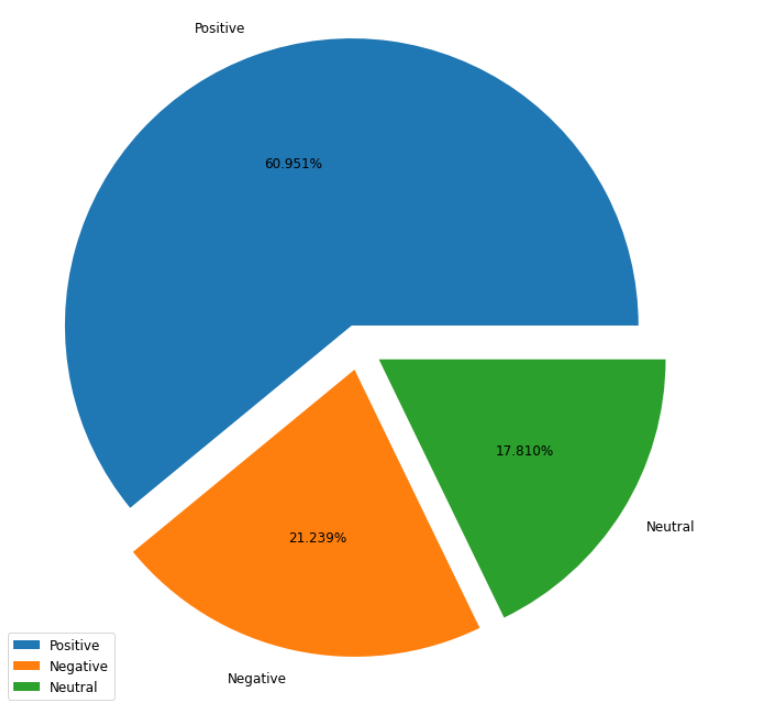 Positive
60.951%
17.810%
Neutral
21.239%
Negative
Positive
Negative
Neutral